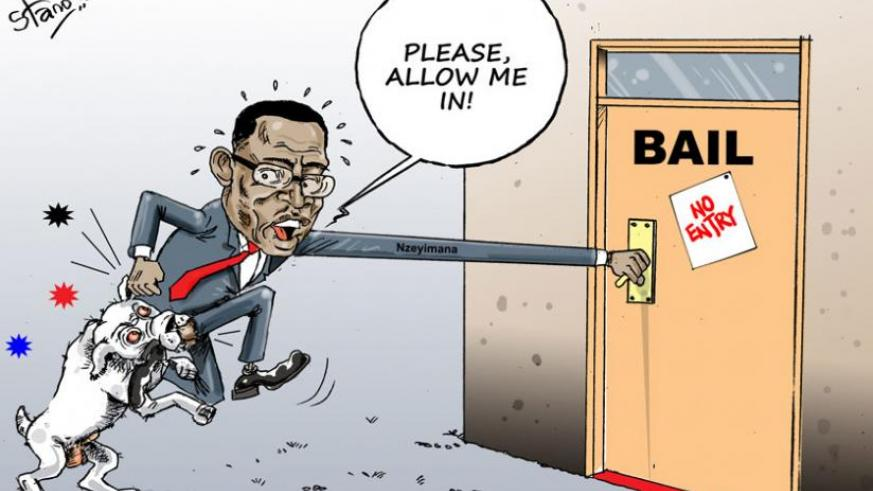 Stano
PLEASE,
ALLOW ME
IN!
BAIL
NO
ENTRY
Nzeyimana